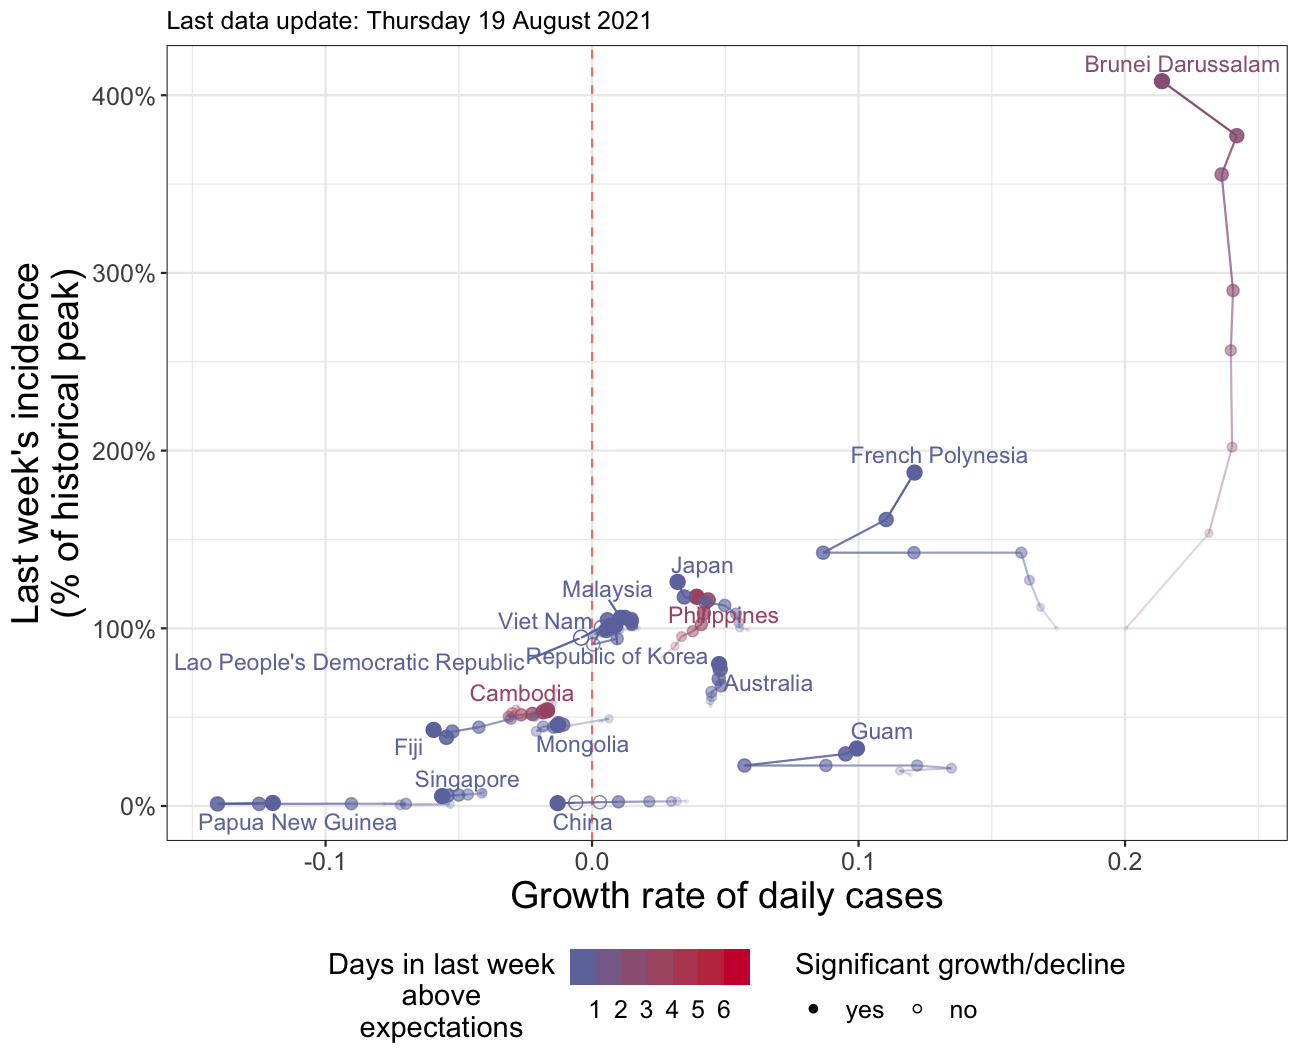 Last data update: Thursday 19 August 2021
Last week's incidence
(% of historical peak)
400%
300%
200%
100%
0%
Brunei Darussalam
French Polynesia
Japan
Malaysia
Philippines
Viet Nam
Republic of Korea
Lao People's Democratic Republic
Australia
Cambodia
Guam
Fiji
Mongolia
Singapore
Papua New Guinea
China
-0.1 0.0 0.1 0.2
Growth rate of daily cases
Days in last week
above
expectations
1 2 3 4 5 6
Significant growth/decline
yes no